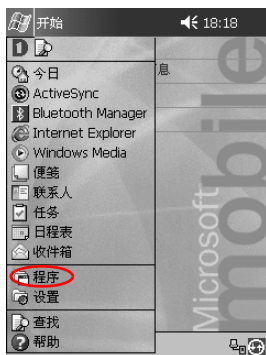 开始 18:18
今日
息
ActiveSync
Bluetooth Manager
Internet Explorer
Windows Media
便笺
联系人
任务
日程表
收件箱
程序
设置
查找
帮助
Microsoft
mobile